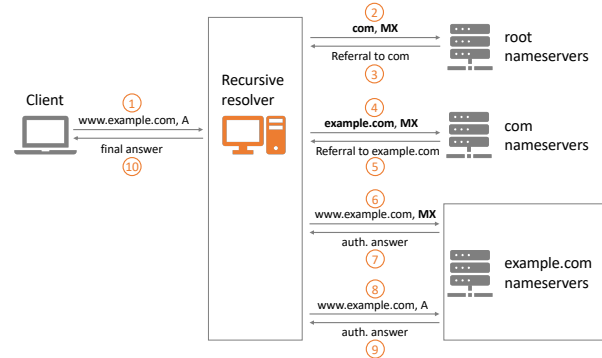 ②
com, MX
Referral to com
③
root
nameservers
Recursive
resolver
Client
①
www.example.com, A
final answer
⑩
④
example.com, MX
Referral to example.com
⑤
com
nameservers
⑥
www.example.com, MX
auth. answer
⑦
⑧
www.example.com, A
auth. answer
⑨
example.com
nameservers